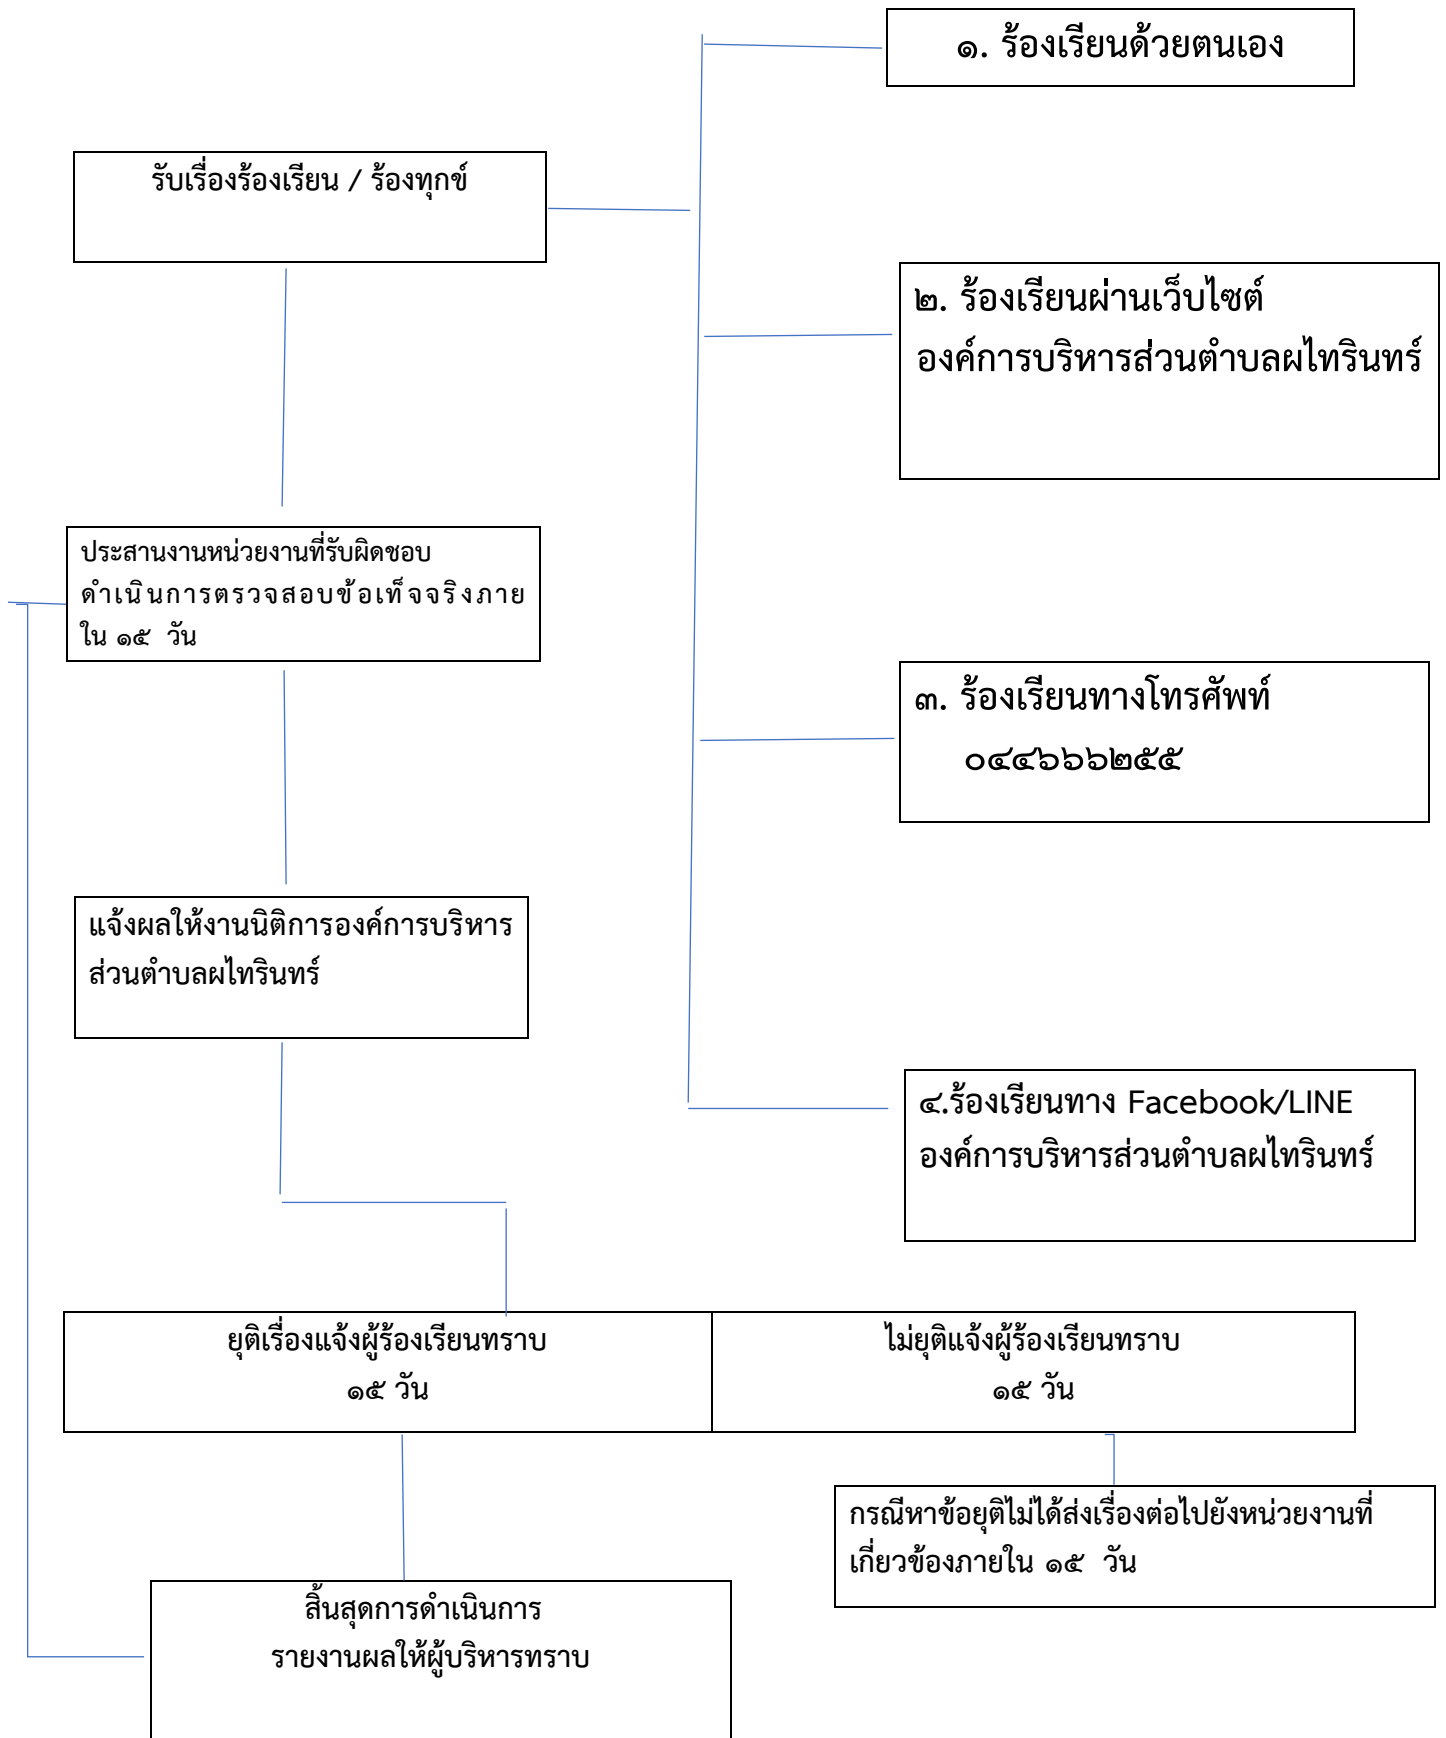 ๑. ร้องเรียนด้วยตนเอง
รับเรื่องร้องเรียน / ร้องทุกข์
๒. ร้องเรียนผ่านเว็บไซต์
องค์การบริหารส่วนตำบลผไทรินทร์
ประสานงานหน่วยงานที่รับผิดชอบ
ดำเนินการตรวจสอบข้อเท็จจริงภาย
ใน ๑๕ วัน
๓. ร้องเรียนทางโทรศัพท์
๐๔๔๖๖๖๒๕๕
แจ้งผลให้งานนิติการองค์การบริหาร
ส่วนตำบลผไทรินทร์
๔.ร้องเรียนทาง Facebook/LINE
องค์การบริหารส่วนตำบลผไทรินทร์
ยุติเรื่องแจ้งผู้ร้องเรียนทราบ
๑๕ วัน
ไม่ยุติแจ้งผู้ร้องเรียนทราบ
๑๕ วัน
กรณีหาข้อยุติไม่ได้ส่งเรื่องต่อไปยังหน่วยงานที่
เกี่ยวข้องภายใน ๑๕ วัน
สิ้นสุดการดำเนินการ
รายงานผลให้ผู้บริหารทราบ